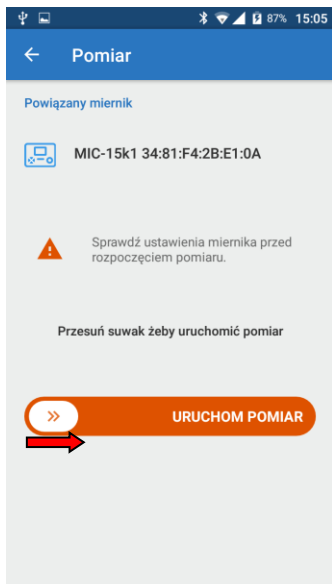 87% 15:05
Pomiar
Powiązany miernik
MIC-15k1 34:81:F4:2B:E1:0A
Sprawdź ustawienia miernika przed
rozpoczęciem pomiaru.
Przesuń suwak żeby uruchomić pomiar
URUCHOM POMIAR